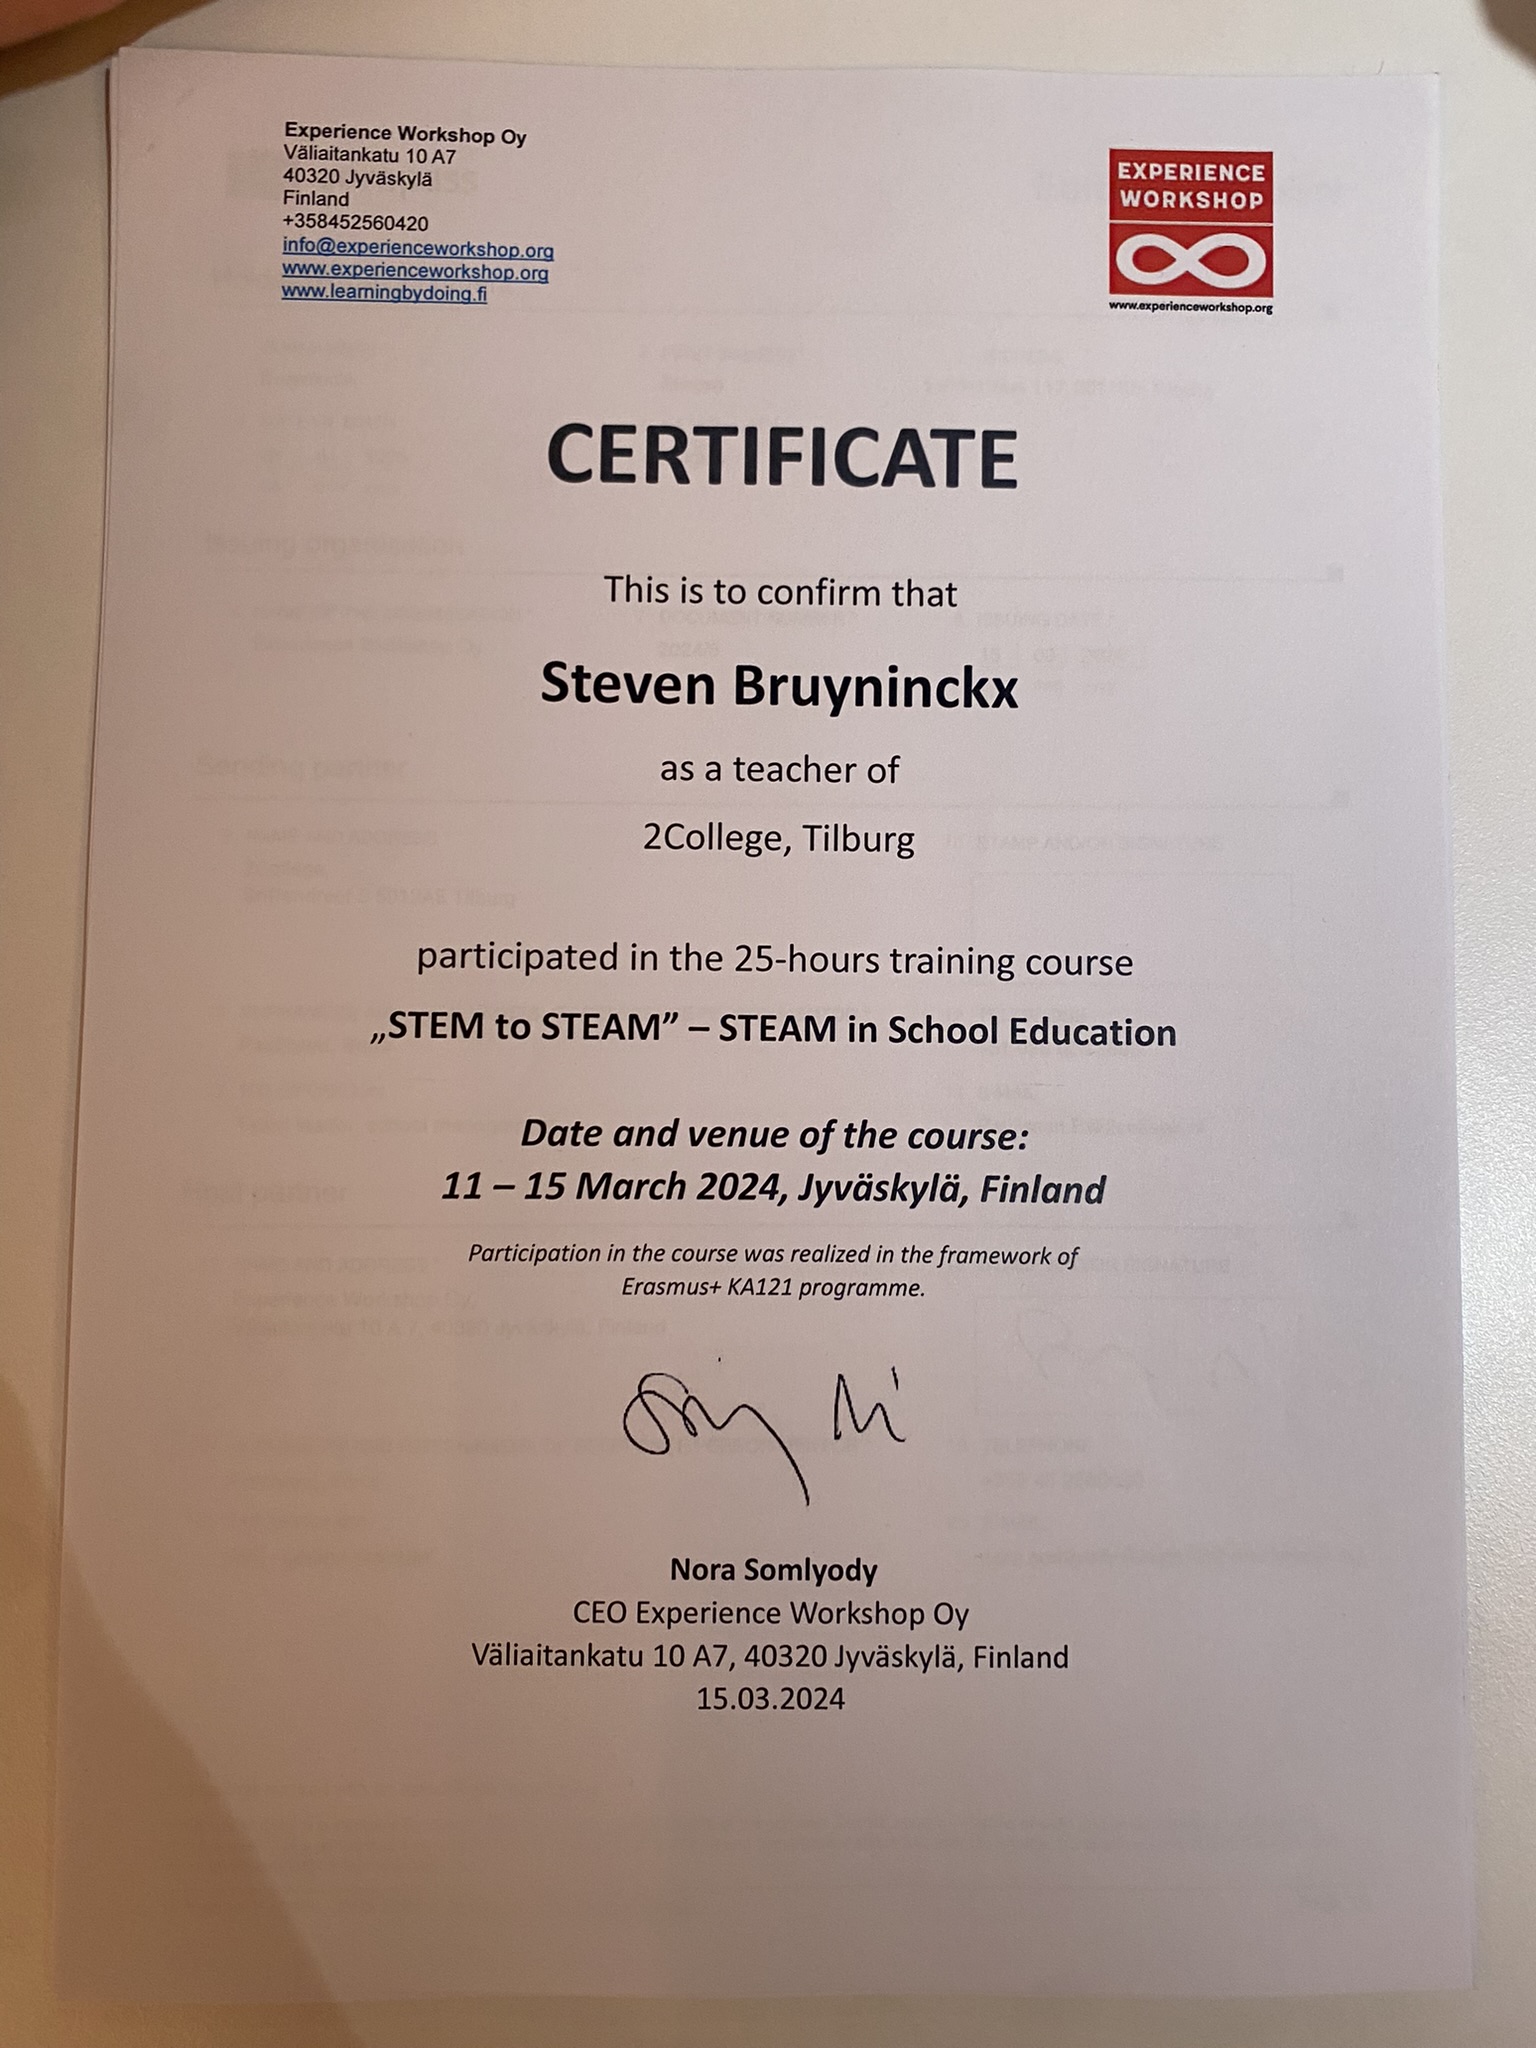 Experience Workshop Oy
Väliaitankatu 10 A7
40320 Jyväskylä
Finland
+358452560420
info@experienceworkshop.org
www.experienceworkshop.org
www.learningbydoing.fi
EXPERIENCE
WORKSHOP
www.experienceworkshop.org
CERTIFICATE
This is to confirm that
Steven Bruyninckx
as a teacher of
2College, Tilburg
participated in the 25-hours training course
„STEM to STEAM” – STEAM in School Education
Date and venue of the course:
11 – 15 March 2024, Jyväskylä, Finland
Participation in the course was realized in the framework of
Erasmus+ KA121 programme.
Nora Somlyody
CEO Experience Workshop Oy
Väliaitankatu 10 A7, 40320 Jyväskylä, Finland
15.03.2024